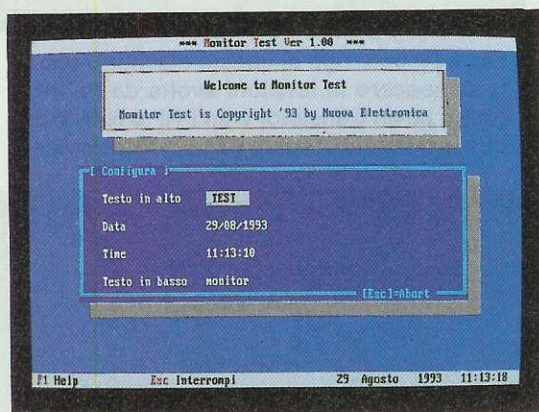 *** Monitor Test Ver 1.00 ***
Welcome to Monitor Test
Monitor Test is Copyright '93 by Nuova Elettronica
[ Configura ]
Testo in alto TEST
Data 29/08/1993
Time 11:13:10
Testo in basso monitor
[Esc]=Abort
F1 Help Esc Interrompi 29 Agosto 1993 11:13:18